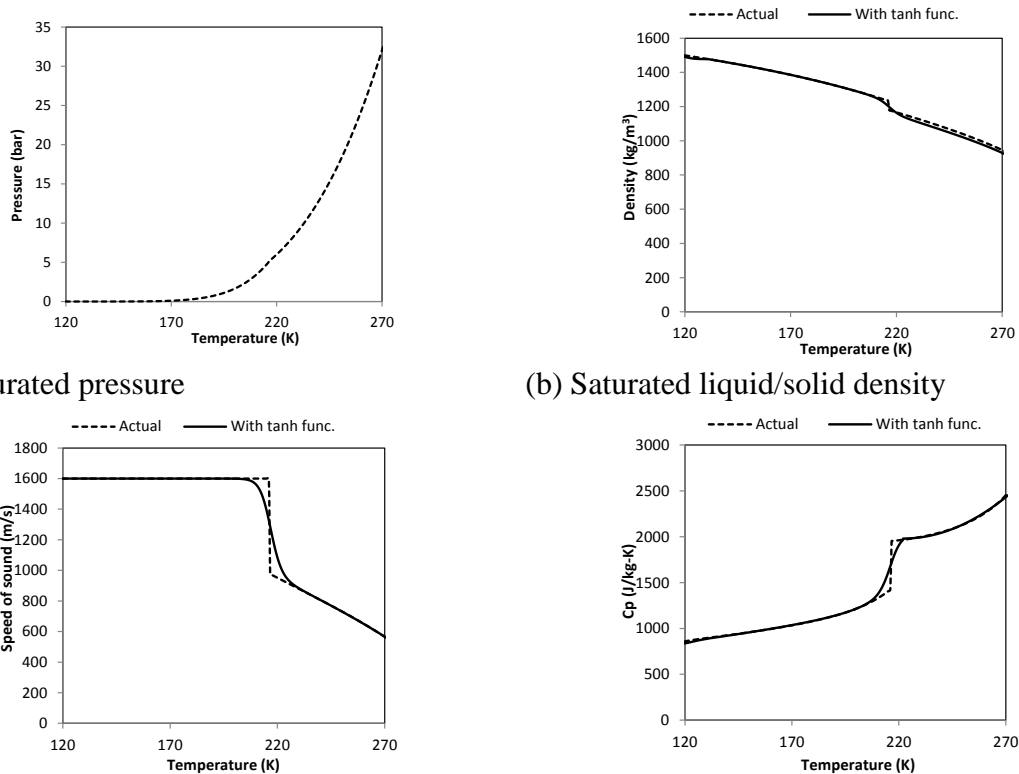 35
30
25
20
15
10
5
0
Pressure (bar)
120 170 220 270
Temperature (K)
Actual With tanh func.
1600
1400
1200
1000
800
600
400
200
0
Density (kg/m³)
120 170 220 270
Temperature (K)
urated pressure
(b) Saturated liquid/solid density
Actual With tanh func.
1800
1600
1400
1200
1000
800
600
400
200
0
Speed of sound (m/s)
120 170 220 270
Temperature (K)
Actual With tanh func.
3000
2500
2000
1500
1000
500
0
Cp (J/kg-K)
120 170 220 270
Temperature (K)